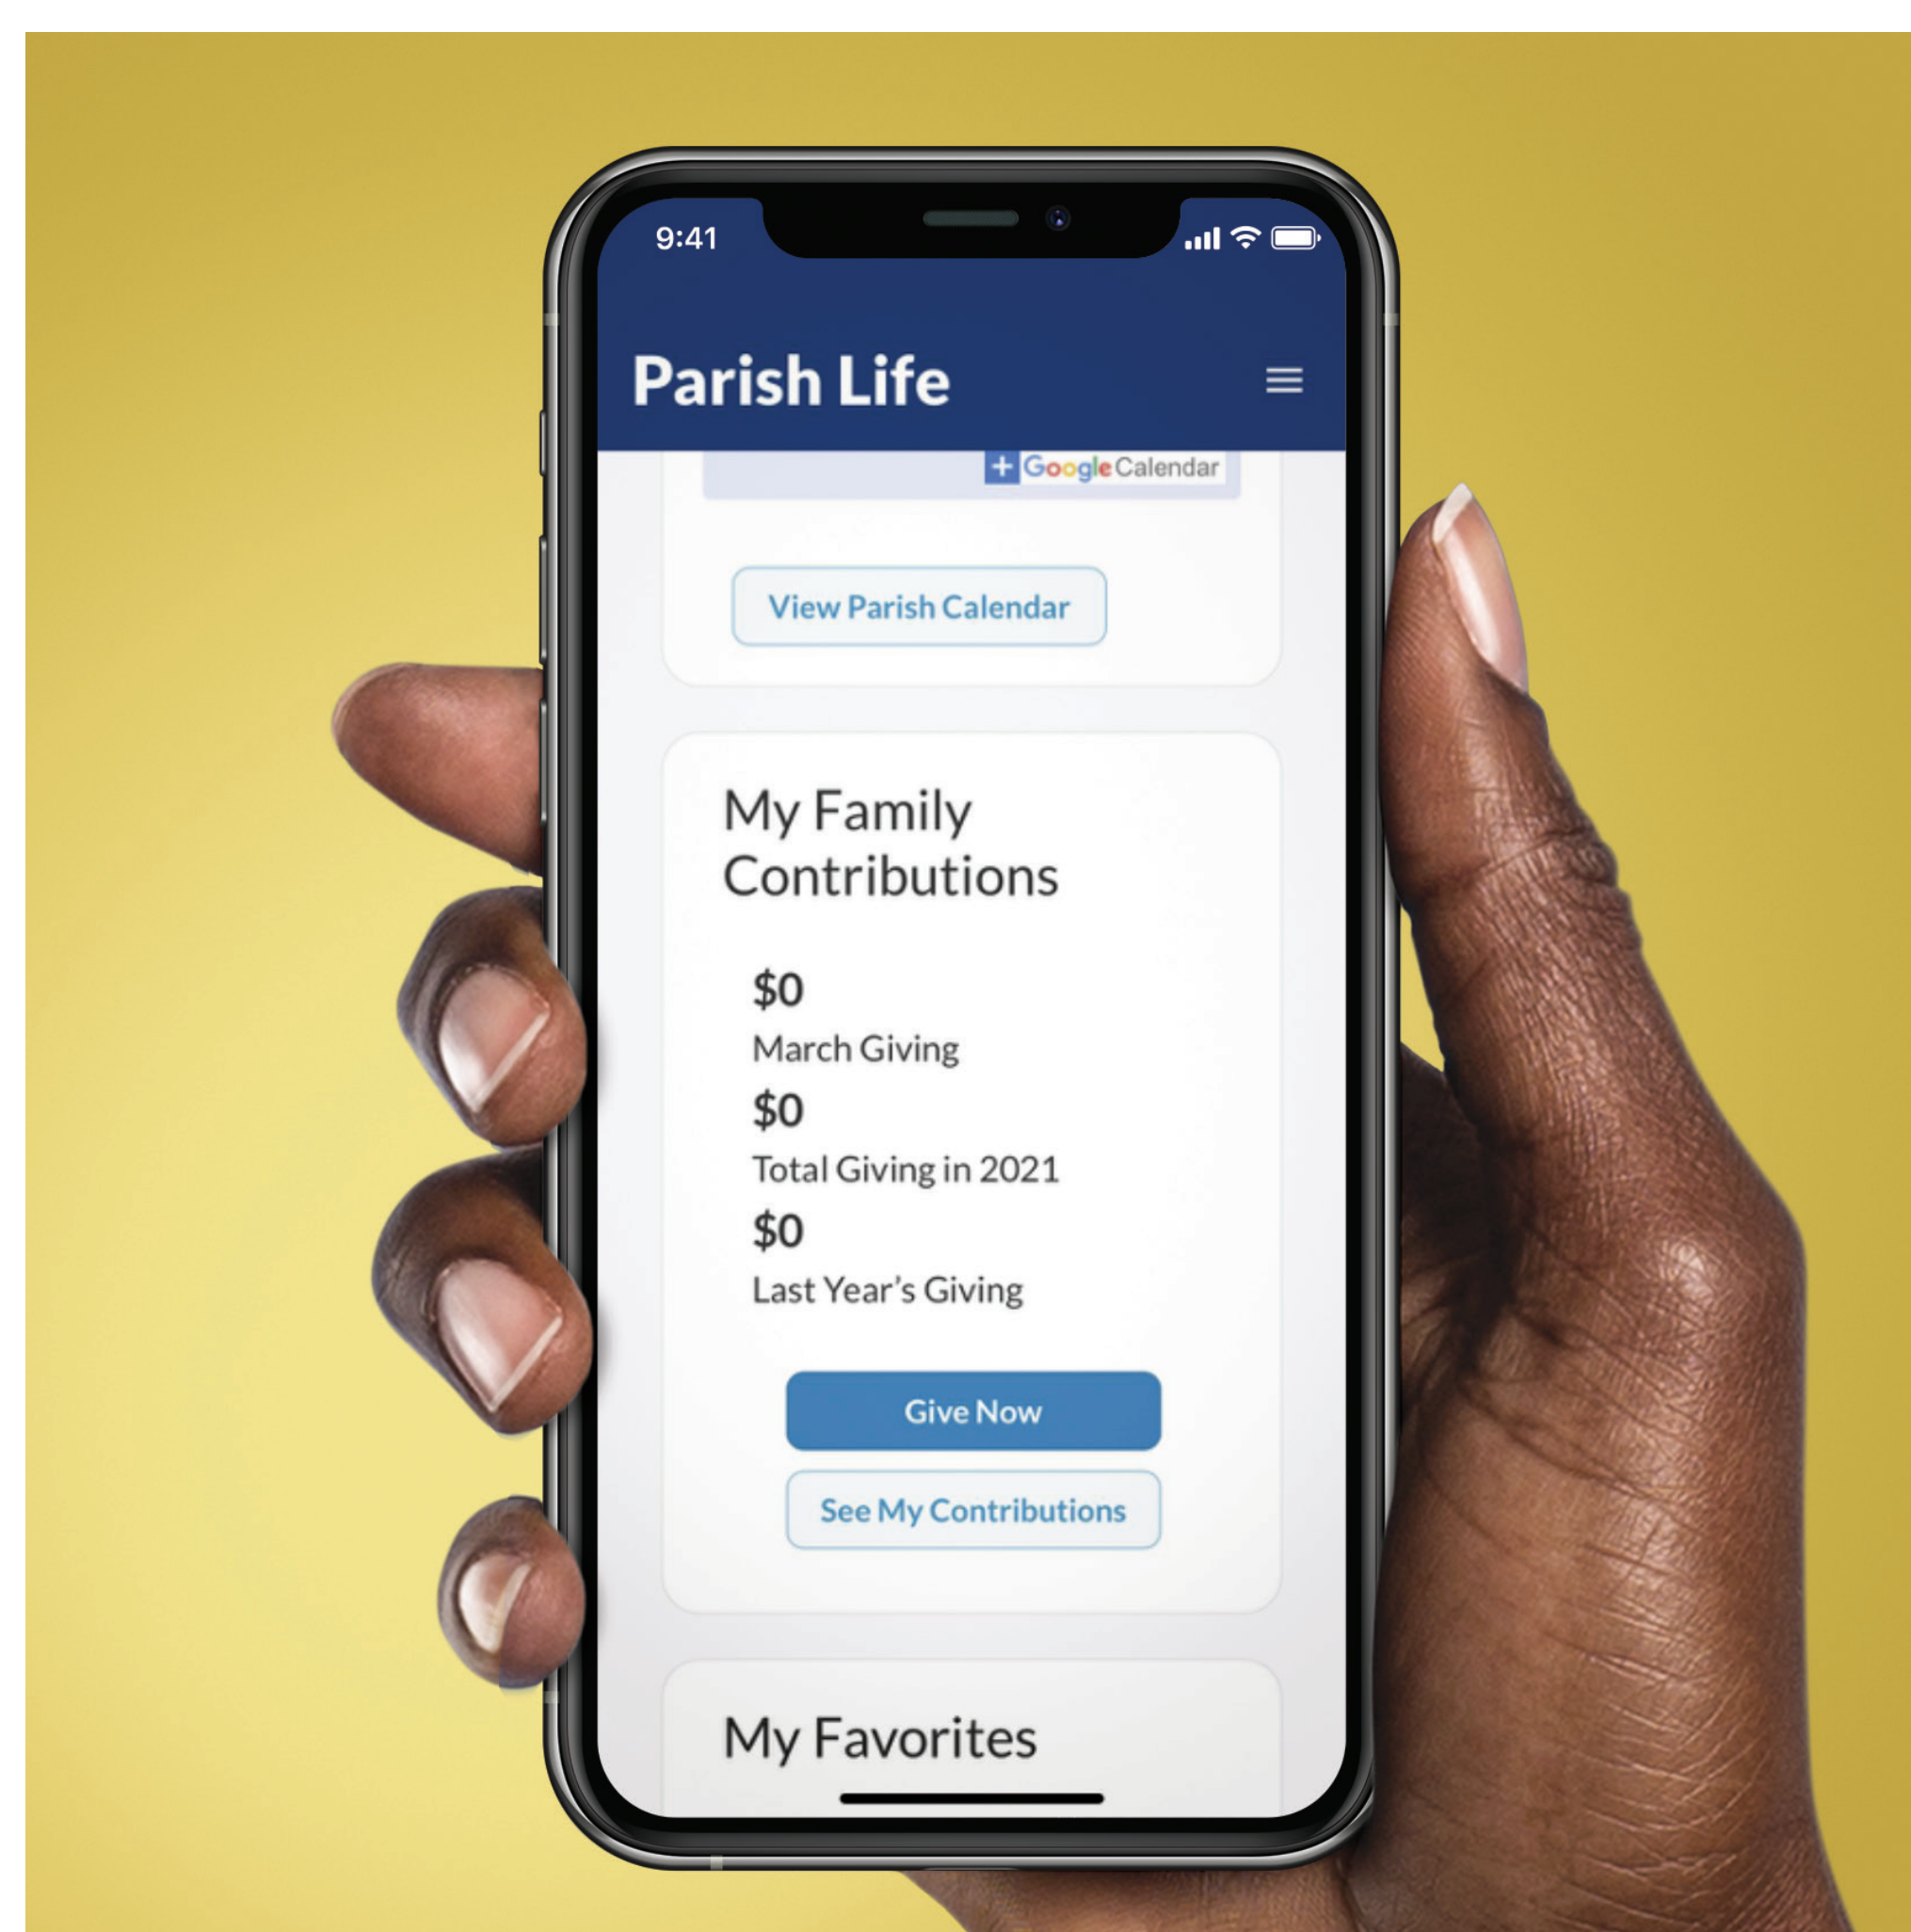 9:41
Parish Life
+ Google Calendar
View Parish Calendar
My Family
Contributions
$0
March Giving
$0
Total Giving in 2021
$0
Last Year's Giving
Give Now
See My Contributions
My Favorites